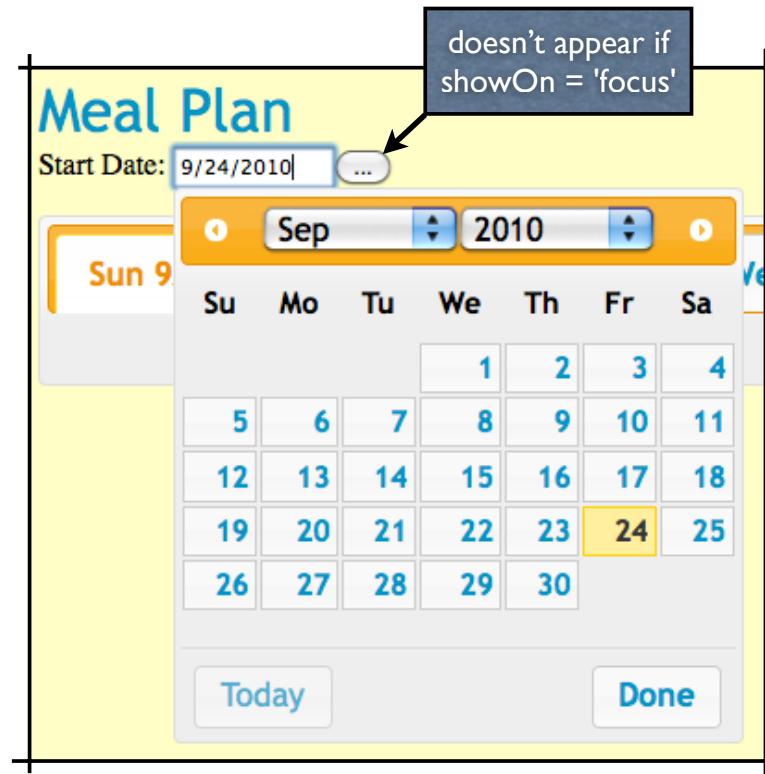 doesn't appear if
showOn = 'focus'
Meal Plan
Start Date: 9/24/2010 ...
Sep 2010
Sun 9
Su Mo Tu We Th Fr Sa
1 2 3 4
5 6 7 8 9 10 11
12 13 14 15 16 17 18
19 20 21 22 23 24 25
26 27 28 29 30
Today Done